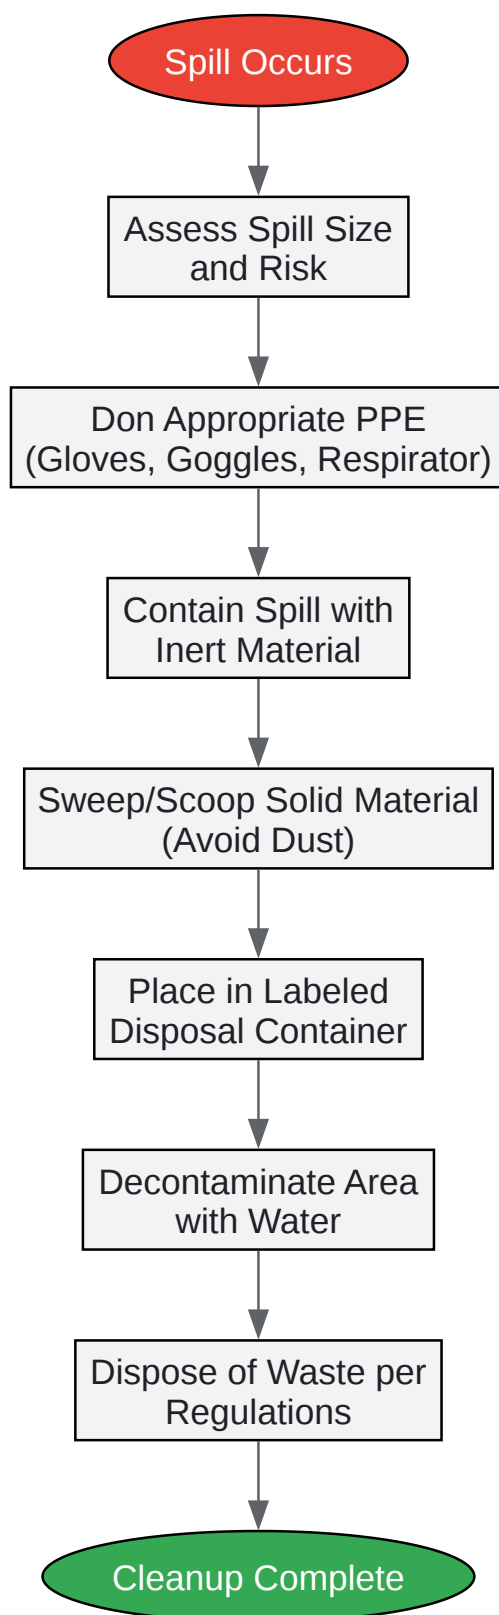 Spill Occurs
Assess Spill Size
and Risk
Don Appropriate PPE
(Gloves, Goggles, Respirator)
Contain Spill with
Inert Material
Sweep/Scoop Solid Material
(Avoid Dust)
Place in Labeled
Disposal Container
Decontaminate Area
with Water
Dispose of Waste per
Regulations
Cleanup Complete